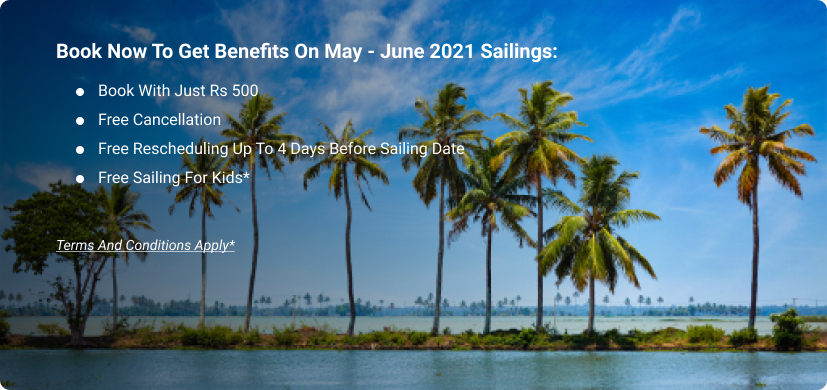 Book Now To Get Benefits On May - June 2021 Sailings:
Book With Just Rs 500
Free Cancellation
Free Rescheduling Up To 4 Days Before Sailing Date
Free Sailing For Kids*
Terms And Conditions Apply*